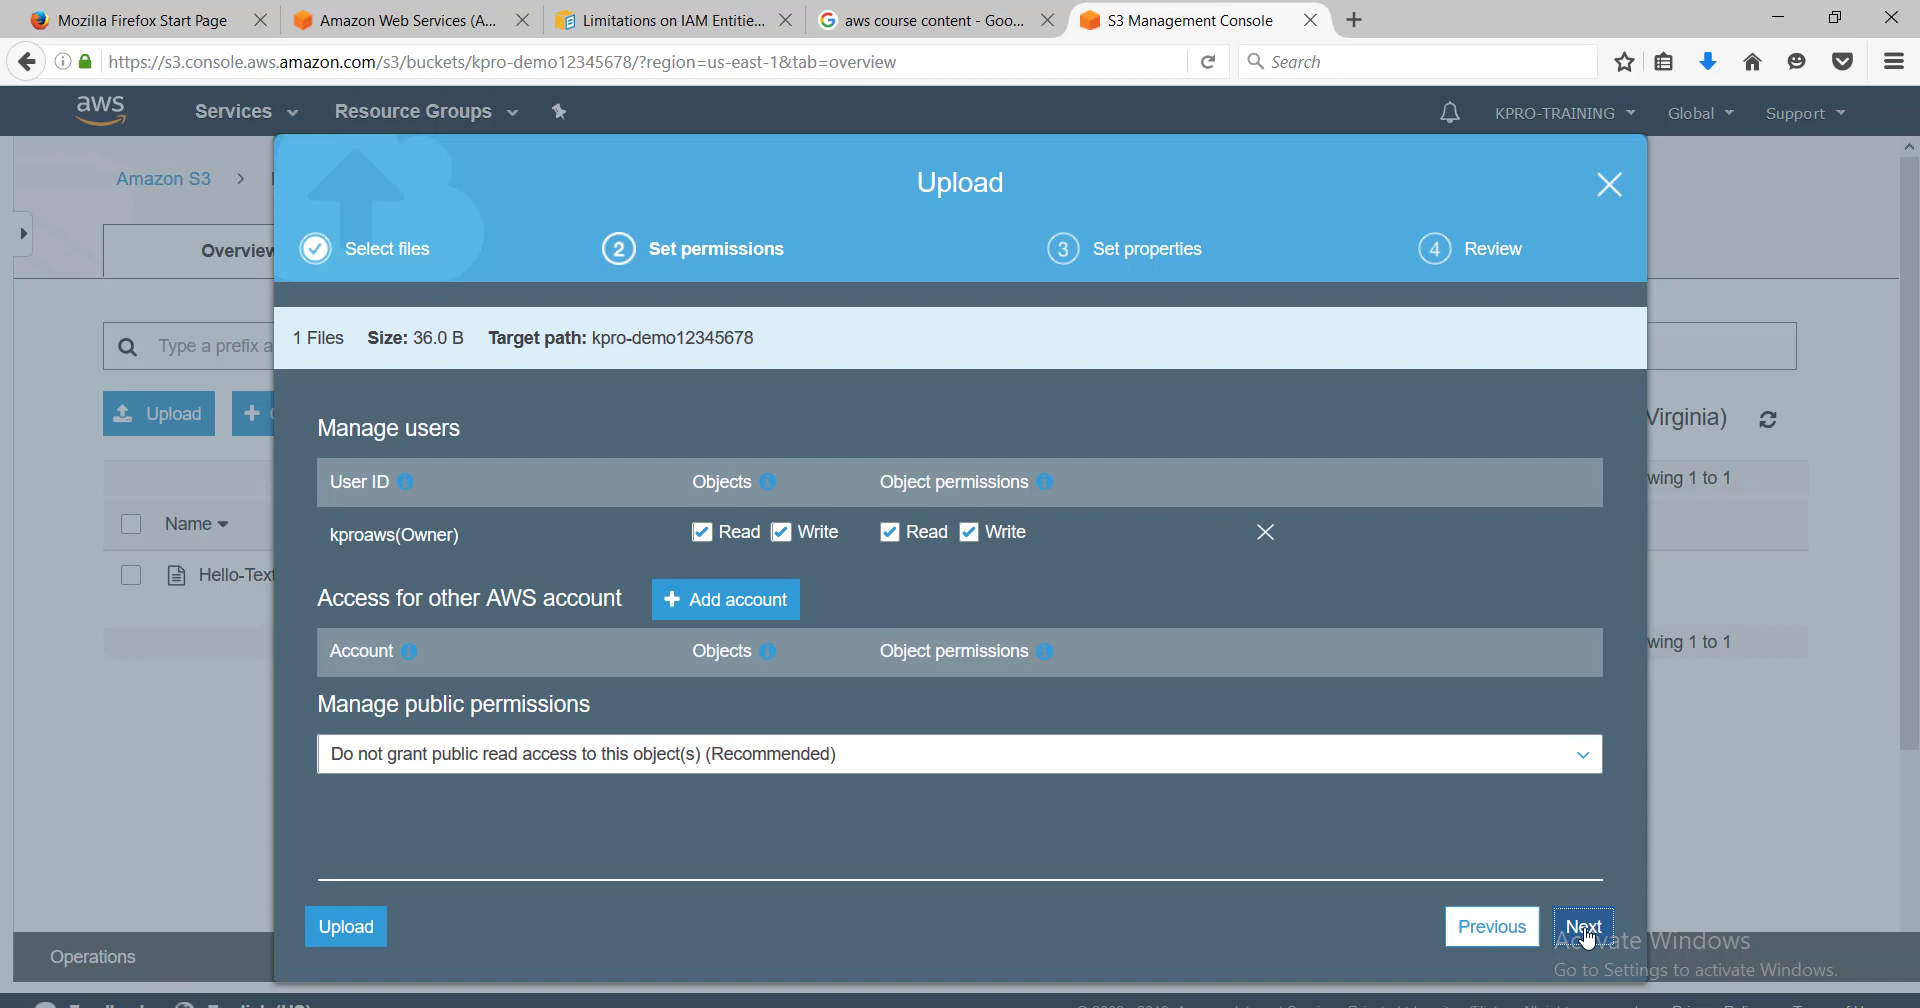 Mozilla Firefox Start Page
Amazon Web Services (A...
Limitations on IAM Entitie...
aws course content - Goo...
S3 Management Console
https://s3.console.aws.amazon.com/s3/buckets/kpro-demo12345678/?region=us-east-1&tab=overview
Search
aws
Services
Resource Groups
KPRO-TRAINING
Global
Support
Amazon S3 >
Upload
Overview
Select files
2 Set permissions
3 Set properties
4 Review
1 Files Size: 36.0 B Target path: kpro-demo12345678
Type a prefix a
Upload
Virginia)
Manage users
wing 1 to 1
User ID Objects Object permissions
Name
kproaws(Owner) Read Write Read Write
Hello-Text
Access for other AWS account + Add account
wing 1 to 1
Account Objects Object permissions
Manage public permissions
Do not grant public read access to this object(s) (Recommended)
Upload
Previous
Next
Activate Windows
Go to Settings to activate Windows.
Operations